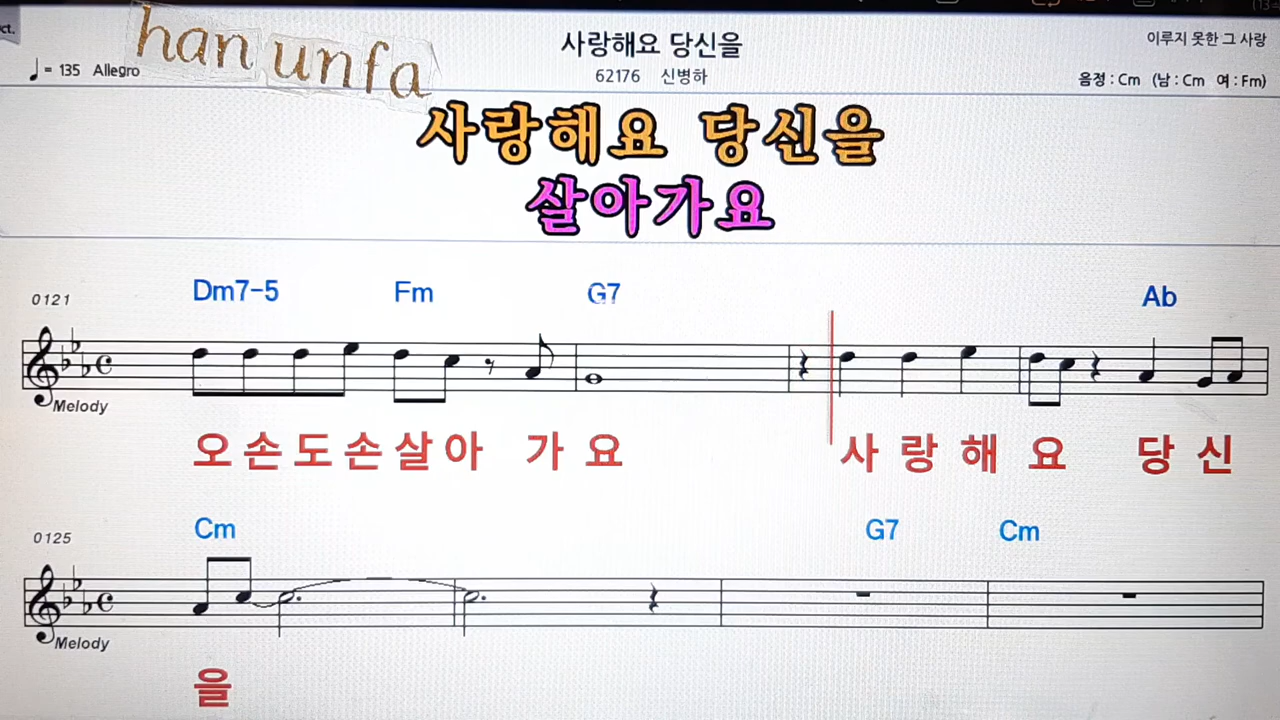 ct.
han unfa
♩= 135 Allegro
사랑해요 당신을
62176 신병하
이루지 못한 그 사랑
음정 : Cm (남 : Cm 여 : Fm)
사랑해요 당신을
살아가요
0121
Dm7-5 Fm G7 Ab
Melody
오 손 도 손 살 아 가 요 사 랑 해 요 당 신
0125
Cm G7 Cm
Melody
을